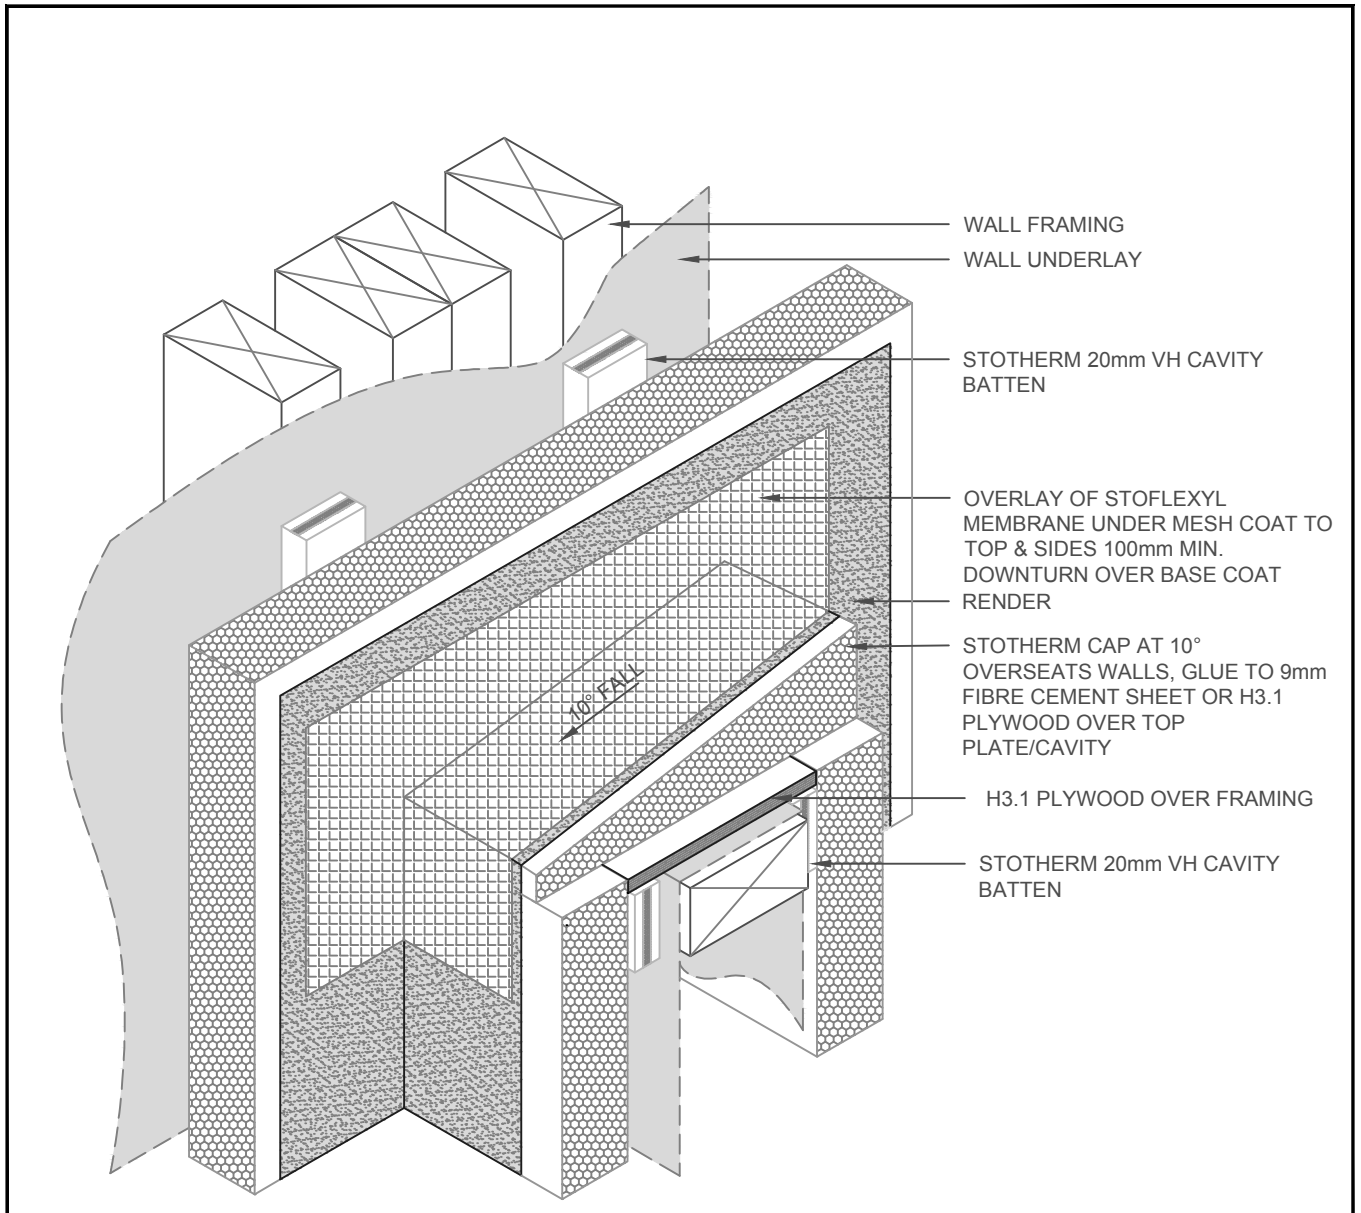 WALL FRAMING
WALL UNDERLAY
STOTHERM 20mm VH CAVITY
BATTEN
OVERLAY OF STOFLEXYL
MEMBRANE UNDER MESH COAT TO
TOP & SIDES 100mm MIN.
DOWNTURN OVER BASE COAT
RENDER
STOTHERM CAP AT 10°
OVERSEATS WALLS, GLUE TO 9mm
FIBRE CEMENT SHEET OR H3.1
PLYWOOD OVER TOP
PLATE/CAVITY
10° FALL
H3.1 PLYWOOD OVER FRAMING
STOTHERM 20mm VH CAVITY
BATTEN